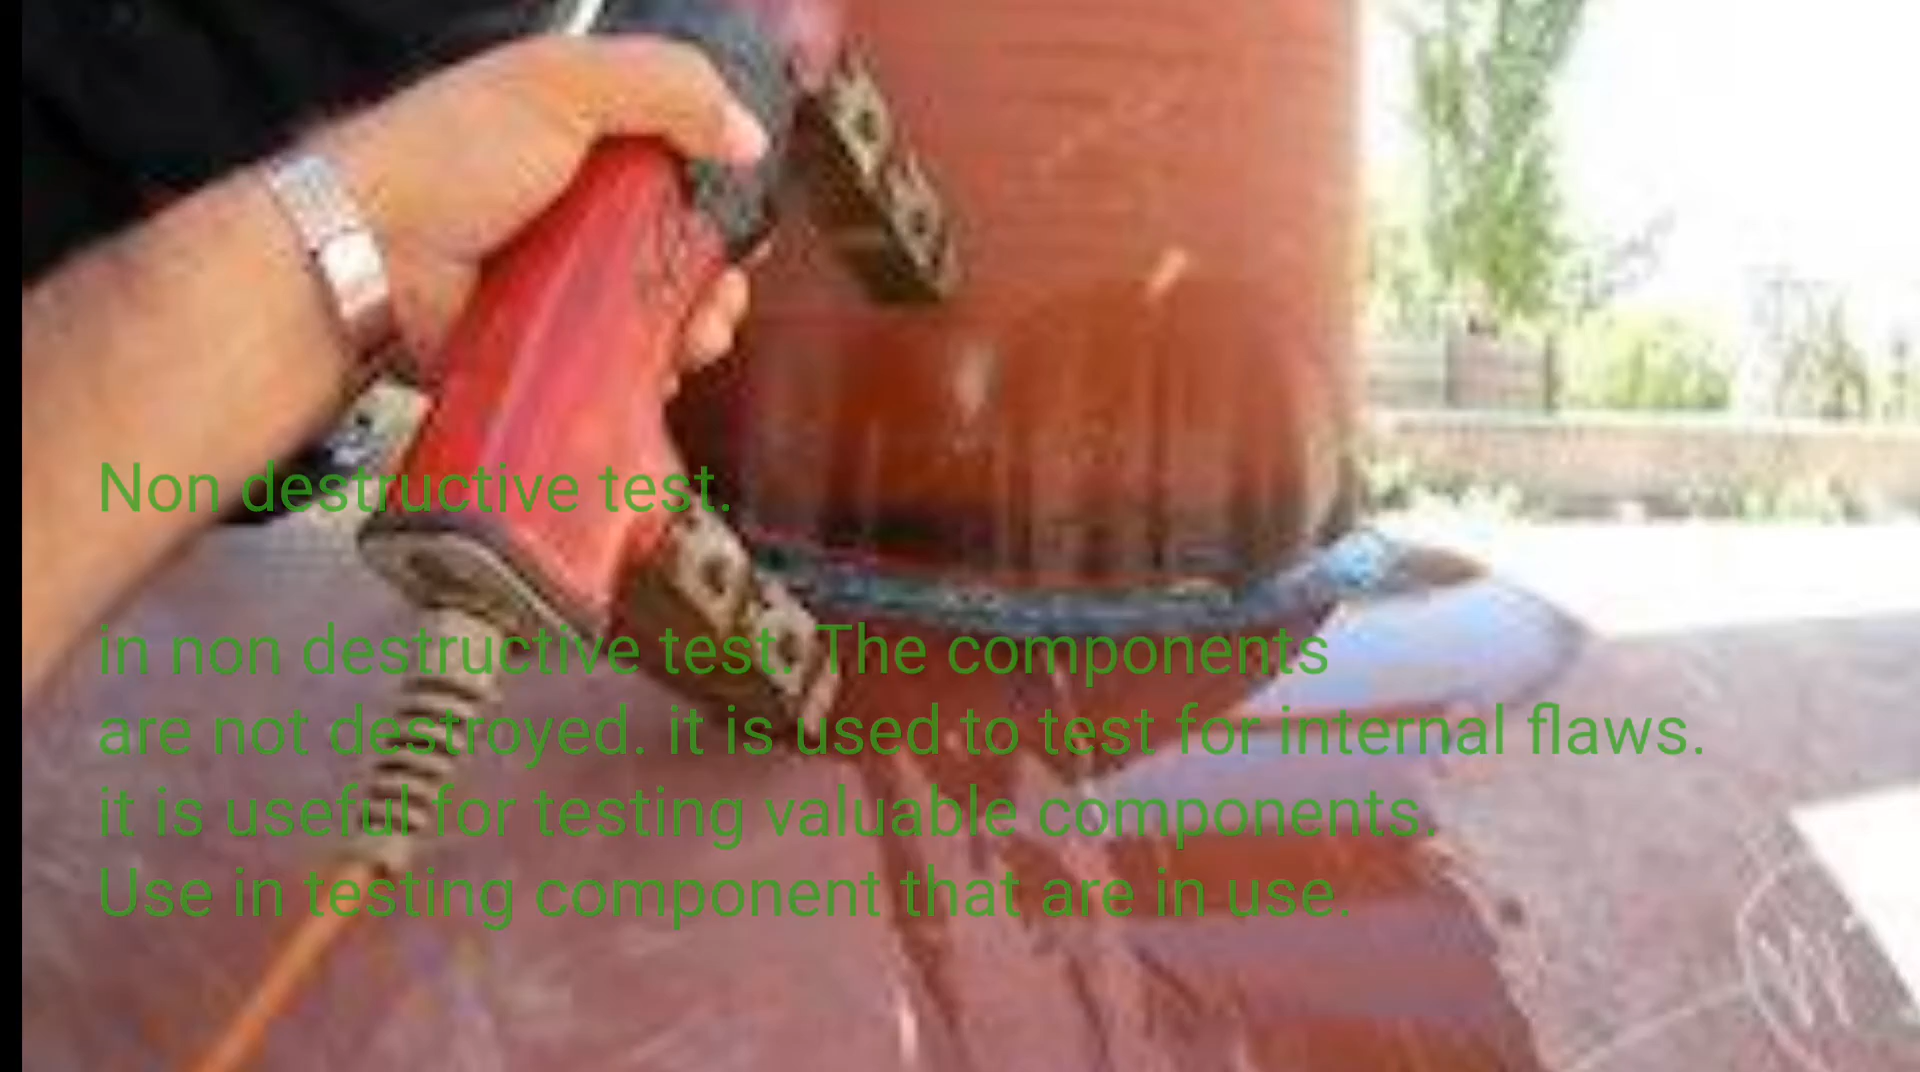 Non destructive test.
in non destructive test. The components
are not destroyed. it is used to test for internal flaws.
it is useful for testing valuable components.
Use in testing component that are in use.